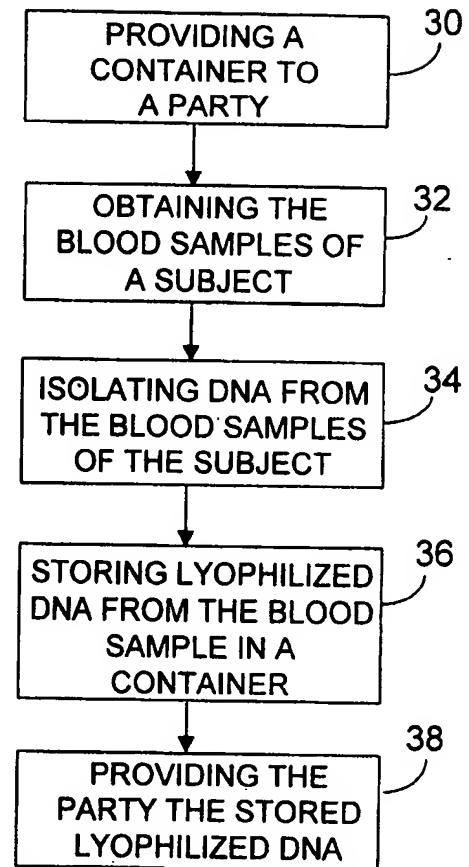 PROVIDING A
CONTAINER TO
A PARTY
30
OBTAINING THE
BLOOD SAMPLES OF
A SUBJECT
32
ISOLATING DNA FROM
THE BLOOD SAMPLES
OF THE SUBJECT
34
STORING LYOPHILIZED
DNA FROM THE BLOOD
SAMPLE IN A
CONTAINER
36
PROVIDING THE
PARTY THE STORED
LYOPHILIZED DNA
38